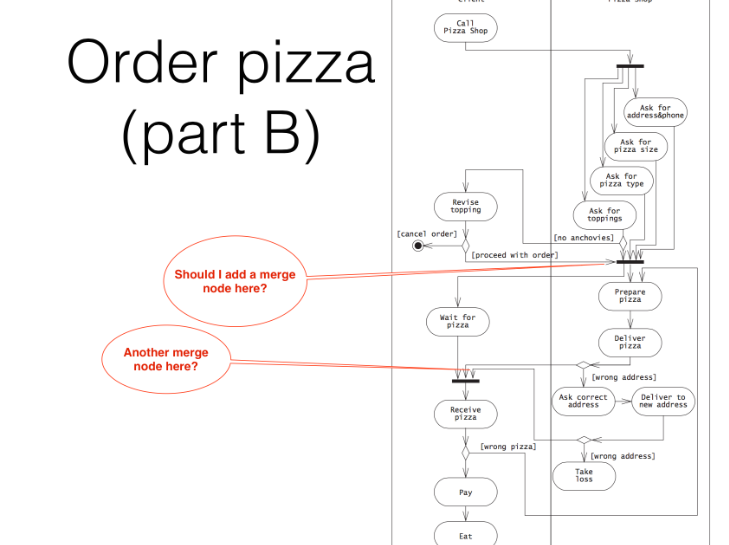 Order pizza
(part B)
Client
Pizza Shop
Call
Pizza Shop
Ask for
address&phone
Ask for
pizza size
Ask for
pizza type
Ask for
toppings
Revise
topping
[cancel order]
[no anchovies]
[proceed with order]
Should I add a merge
node here?
Prepare
pizza
Wait for
pizza
Deliver
pizza
Another merge
node here?
[wrong address]
Ask correct
address
Deliver to
new address
Receive
pizza
[wrong pizza]
[wrong address]
Take
loss
Pay
Eat